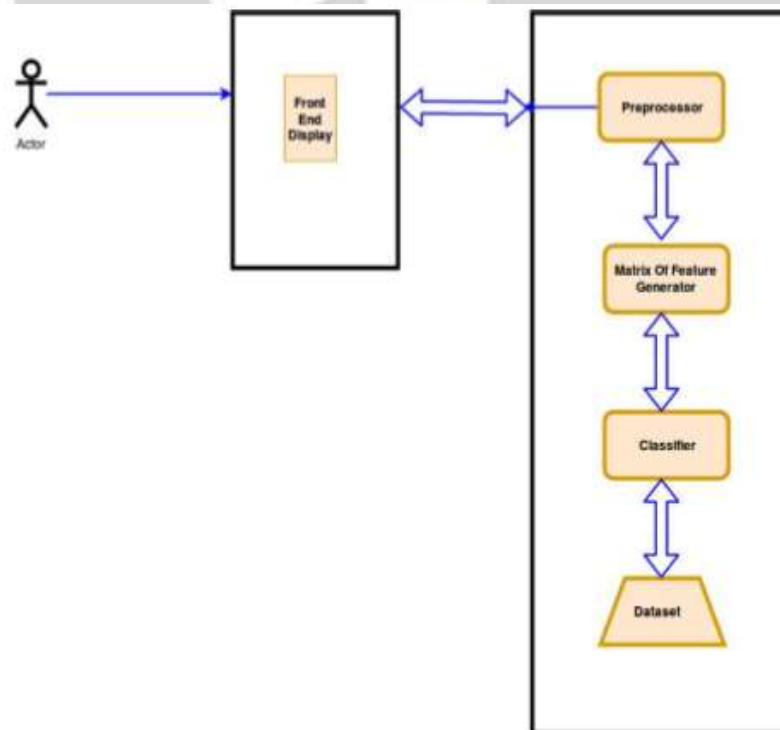 Actor
Front
End
Display
Preprocessor
Matrix Of Feature
Generator
Classifier
Dataset